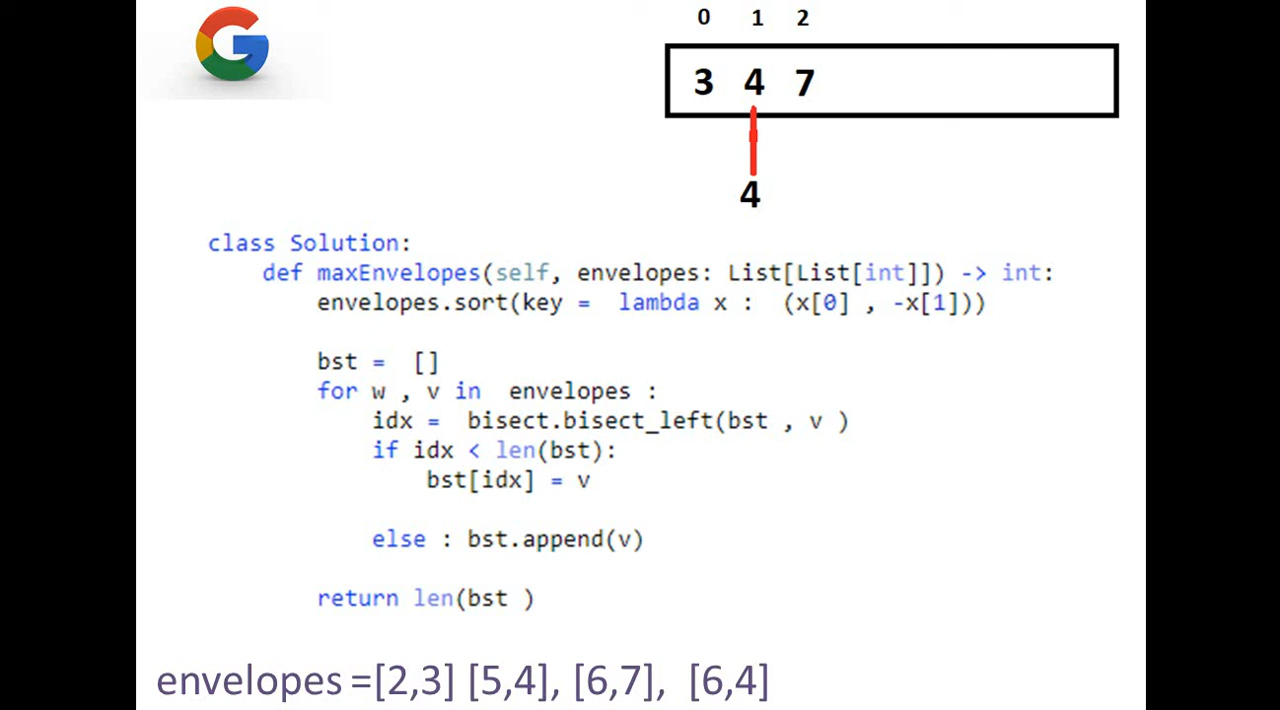 0 1 2
3 4 7
4
class Solution:
def maxEnvelopes(self, envelopes: List[List[int]]) -> int:
envelopes.sort(key = lambda x : (x[0] , -x[1]))
bst = []
for w , v in envelopes :
idx = bisect.bisect_left(bst , v )
if idx < len(bst):
bst[idx] = v
else : bst.append(v)
return len(bst )
envelopes =[2,3] [5,4], [6,7], [6,4]